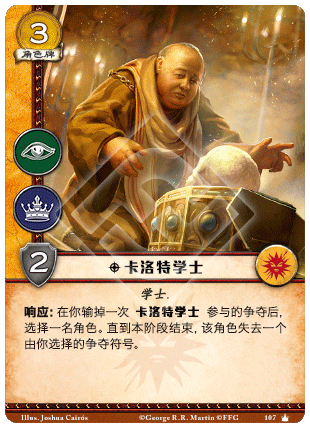 3
角色牌
2
卡洛特学士
学士.
响应: 在你输掉一次 卡洛特学士 参与的争夺后,
选择一名角色。直到本阶段结束, 该角色失去一个
由你选择的争夺符号。
Illus. Joshua Cairós
©George R.R. Martin ©FFG
107